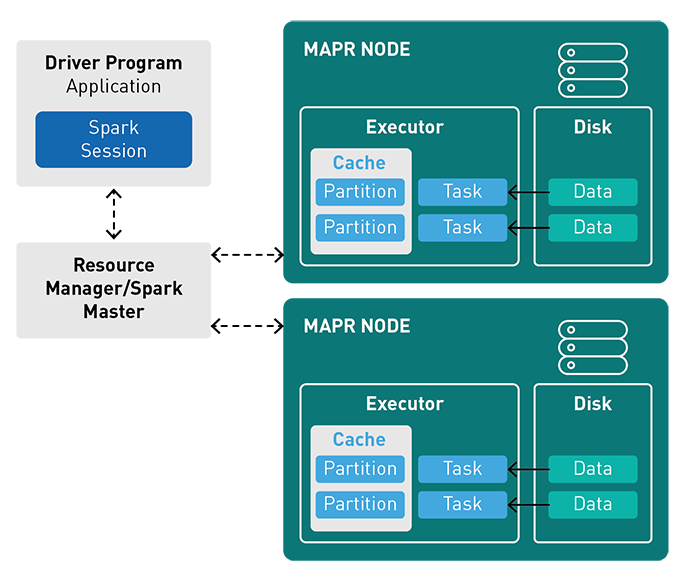 Driver Program
Application
Spark
Session
Resource
Manager/Spark
Master
MAPR NODE
Executor
Disk
Cache
Partition
Task
Data
Partition
Task
Data
MAPR NODE
Executor
Disk
Cache
Partition
Task
Data
Partition
Task
Data